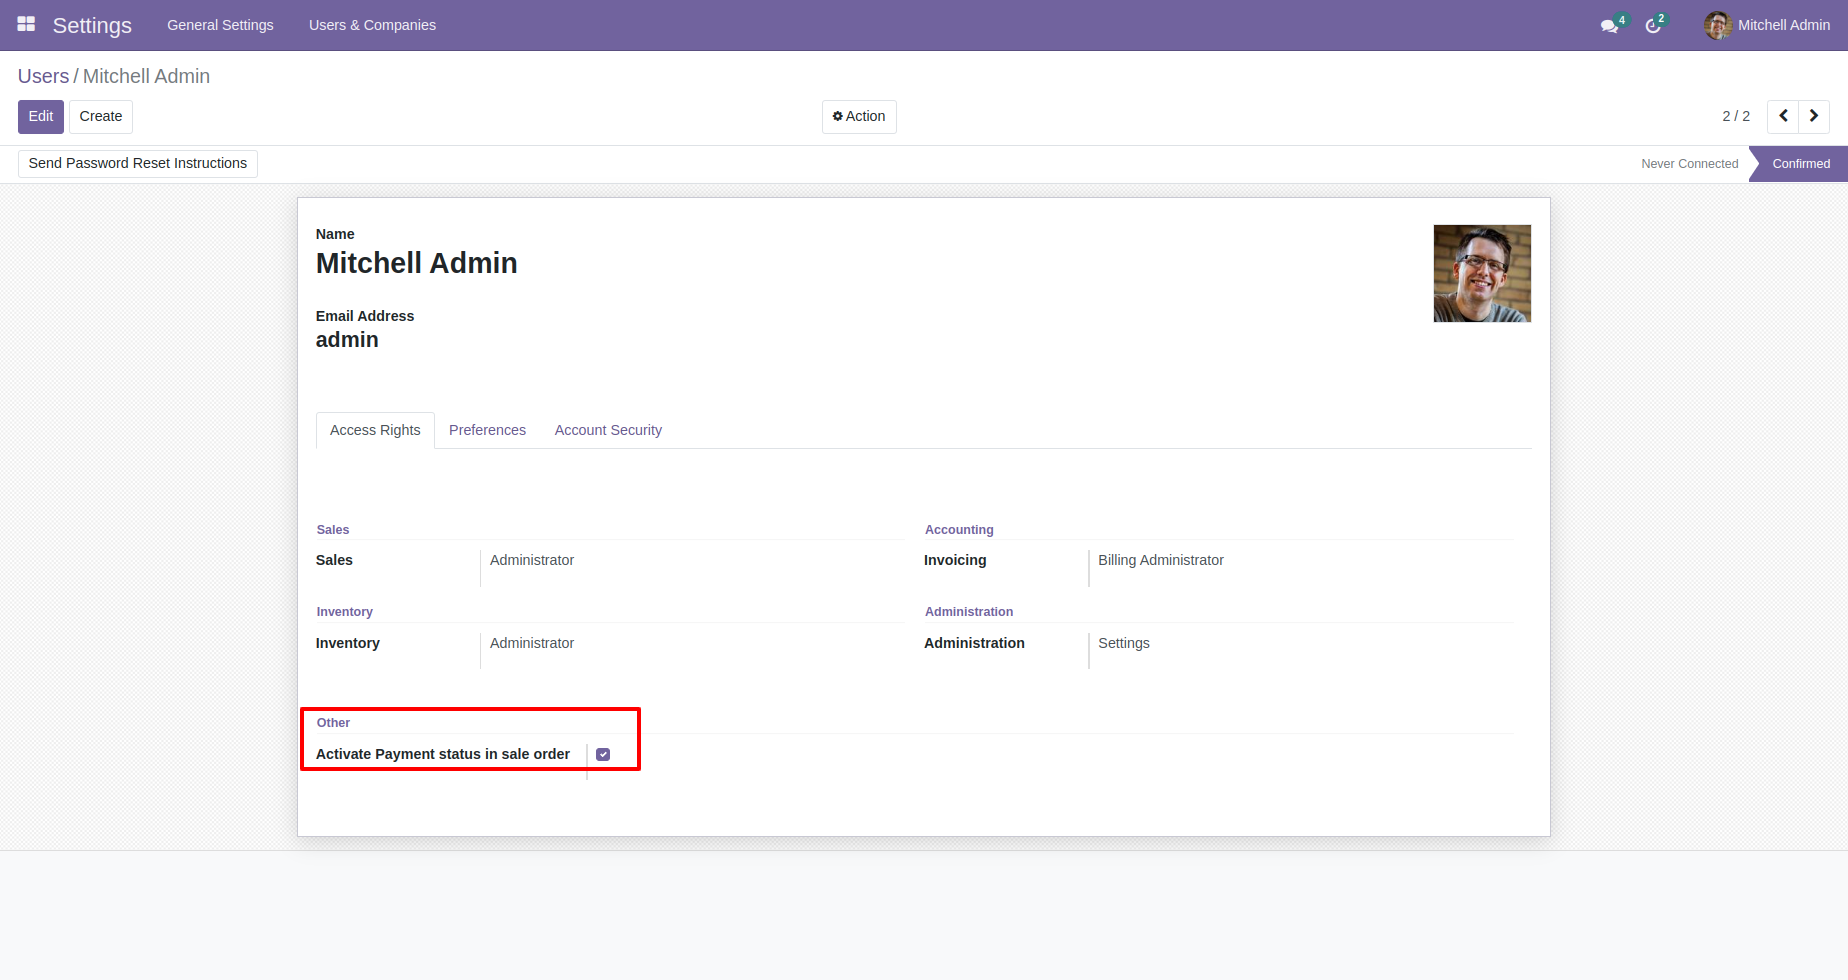 Settings General Settings Users & Companies 4 2 Mitchell Admin
Users / Mitchell Admin
Edit Create Action 2 / 2
Send Password Reset Instructions Never Connected Confirmed
Name
Mitchell Admin
Email Address
admin
Access Rights Preferences Account Security
Sales Accounting
Sales Administrator Invoicing Billing Administrator
Inventory Administration
Inventory Administrator Administration Settings
Other
Activate Payment status in sale order